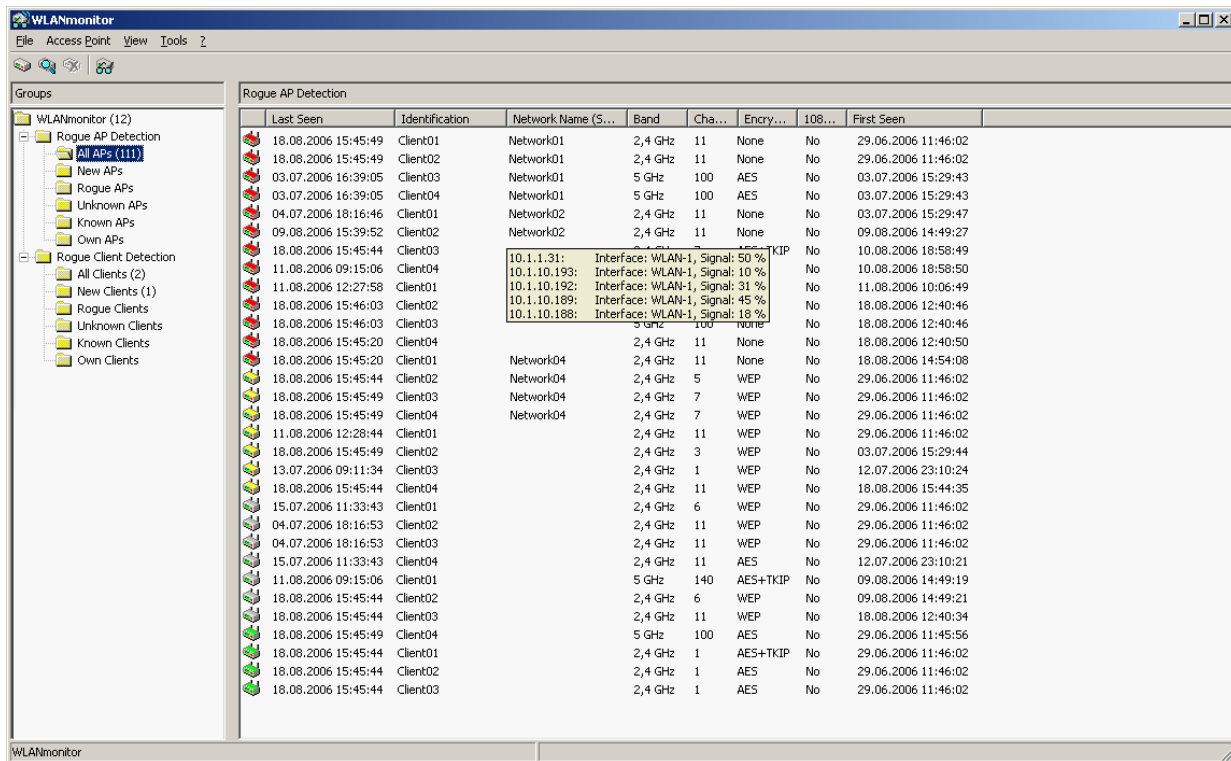 WLANmonitor
File Access Point View Tools ?
Groups
Rogue AP Detection
WLANmonitor (12)
Rogue AP Detection
All APs (111)
New APs
Rogue APs
Unknown APs
Known APs
Own APs
Rogue Client Detection
All Clients (2)
New Clients (1)
Rogue Clients
Unknown Clients
Known Clients
Own Clients
Last Seen Identification Network Name (S... Band Cha... Encry... 108... First Seen
18.08.2006 15:45:49 Client01 Network01 2,4 GHz 11 None No 29.06.2006 11:46:02
18.08.2006 15:45:49 Client02 Network01 2,4 GHz 11 None No 29.06.2006 11:46:02
03.07.2006 16:39:05 Client03 Network01 5 GHz 100 AES No 03.07.2006 15:29:43
03.07.2006 16:39:05 Client04 Network01 5 GHz 100 AES No 03.07.2006 15:29:43
04.07.2006 18:16:46 Client01 Network02 2,4 GHz 11 None No 03.07.2006 15:29:47
09.08.2006 15:39:52 Client02 Network02 2,4 GHz 11 None No 09.08.2006 14:49:27
18.08.2006 15:45:44 Client03 No 10.08.2006 18:58:49
11.08.2006 09:15:06 Client04 No 10.08.2006 18:58:50
11.08.2006 12:27:58 Client01 No 11.08.2006 10:06:49
18.08.2006 15:46:03 Client02 No 18.08.2006 12:40:46
18.08.2006 15:46:03 Client03 5 GHz 100 None No 18.08.2006 12:40:46
10.1.1.31: Interface: WLAN-1, Signal: 50 %
10.1.10.193: Interface: WLAN-1, Signal: 10 %
10.1.10.192: Interface: WLAN-1, Signal: 31 %
10.1.10.189: Interface: WLAN-1, Signal: 45 %
10.1.10.188: Interface: WLAN-1, Signal: 18 %
18.08.2006 15:45:20 Client04 2,4 GHz 11 None No 18.08.2006 12:40:50
18.08.2006 15:45:20 Client01 Network04 2,4 GHz 11 None No 18.08.2006 14:54:08
18.08.2006 15:45:44 Client02 Network04 2,4 GHz 5 WEP No 29.06.2006 11:46:02
18.08.2006 15:45:49 Client03 Network04 2,4 GHz 7 WEP No 29.06.2006 11:46:02
18.08.2006 15:45:49 Client04 Network04 2,4 GHz 7 WEP No 29.06.2006 11:46:02
11.08.2006 12:28:44 Client01 2,4 GHz 11 WEP No 29.06.2006 11:46:02
18.08.2006 15:45:49 Client02 2,4 GHz 3 WEP No 03.07.2006 15:29:44
13.07.2006 09:11:34 Client03 2,4 GHz 1 WEP No 12.07.2006 23:10:24
18.08.2006 15:45:44 Client04 2,4 GHz 11 WEP No 18.08.2006 15:44:35
15.07.2006 11:33:43 Client01 2,4 GHz 6 WEP No 29.06.2006 11:46:02
04.07.2006 18:16:53 Client02 2,4 GHz 11 WEP No 29.06.2006 11:46:02
04.07.2006 18:16:53 Client03 2,4 GHz 11 WEP No 29.06.2006 11:46:02
15.07.2006 11:33:43 Client04 2,4 GHz 11 AES No 12.07.2006 23:10:21
11.08.2006 09:15:06 Client01 5 GHz 140 AES+TKIP No 09.08.2006 14:49:19
18.08.2006 15:45:44 Client02 2,4 GHz 6 WEP No 09.08.2006 14:49:21
18.08.2006 15:45:44 Client03 2,4 GHz 11 WEP No 18.08.2006 12:40:34
18.08.2006 15:45:49 Client04 5 GHz 100 AES No 29.06.2006 11:45:56
18.08.2006 15:45:44 Client01 2,4 GHz 1 AES+TKIP No 29.06.2006 11:46:02
18.08.2006 15:45:44 Client02 2,4 GHz 1 AES No 29.06.2006 11:46:02
18.08.2006 15:45:44 Client03 2,4 GHz 1 AES No 29.06.2006 11:46:02
WLANmonitor